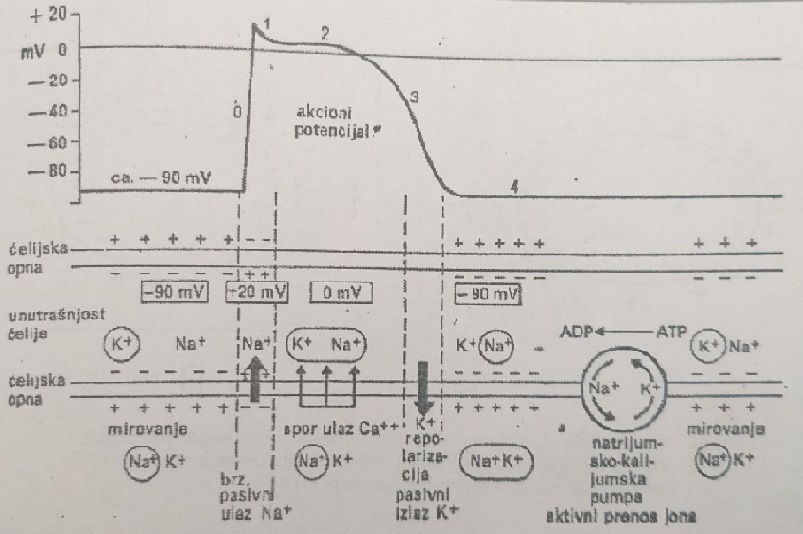 + 20
1
2
mV 0
— 20
0
akcioni
3
— 40
potencijal
— 60
— 80
ca. — 90 mV
4
+ + + + + - - + + + + + + + +
ćelijska
opna
- - - - - + + - - - - - - - -
-90 mV +20 mV 0 mV - 90 mV
unutrašnjost
ćelije
K+ Na+ Na+ K+ Na+ K+ Na+ - ADP ATP K+ Na+
- - - - - + + - - - - - - - -
ćelijska
opna
Na+ K+
+ + + + + - - + + + + + + + +
mirovanje spor ulaz Ca++ K+ natrijum- mirovanje
Na+ K+ Na+ K+ repo- Na+K+ sko-kali- Na+ K+
brz, lariza- jumska
pasivni cija pumpa
ulaz Na+ pasivni aktivni prenos jona
izlaz K+